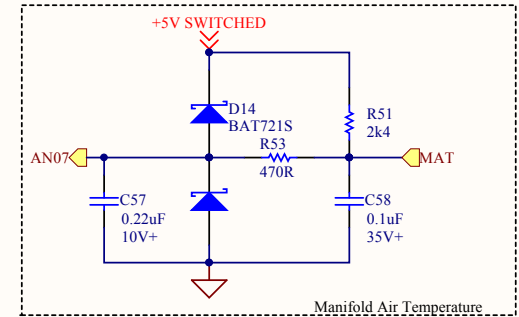 +5V SWITCHED
D14
BAT721S
R51
2k4
R53
470R
AN07
MAT
C57
0.22uF
10V+
C58
0.1uF
35V+
Manifold Air Temperature